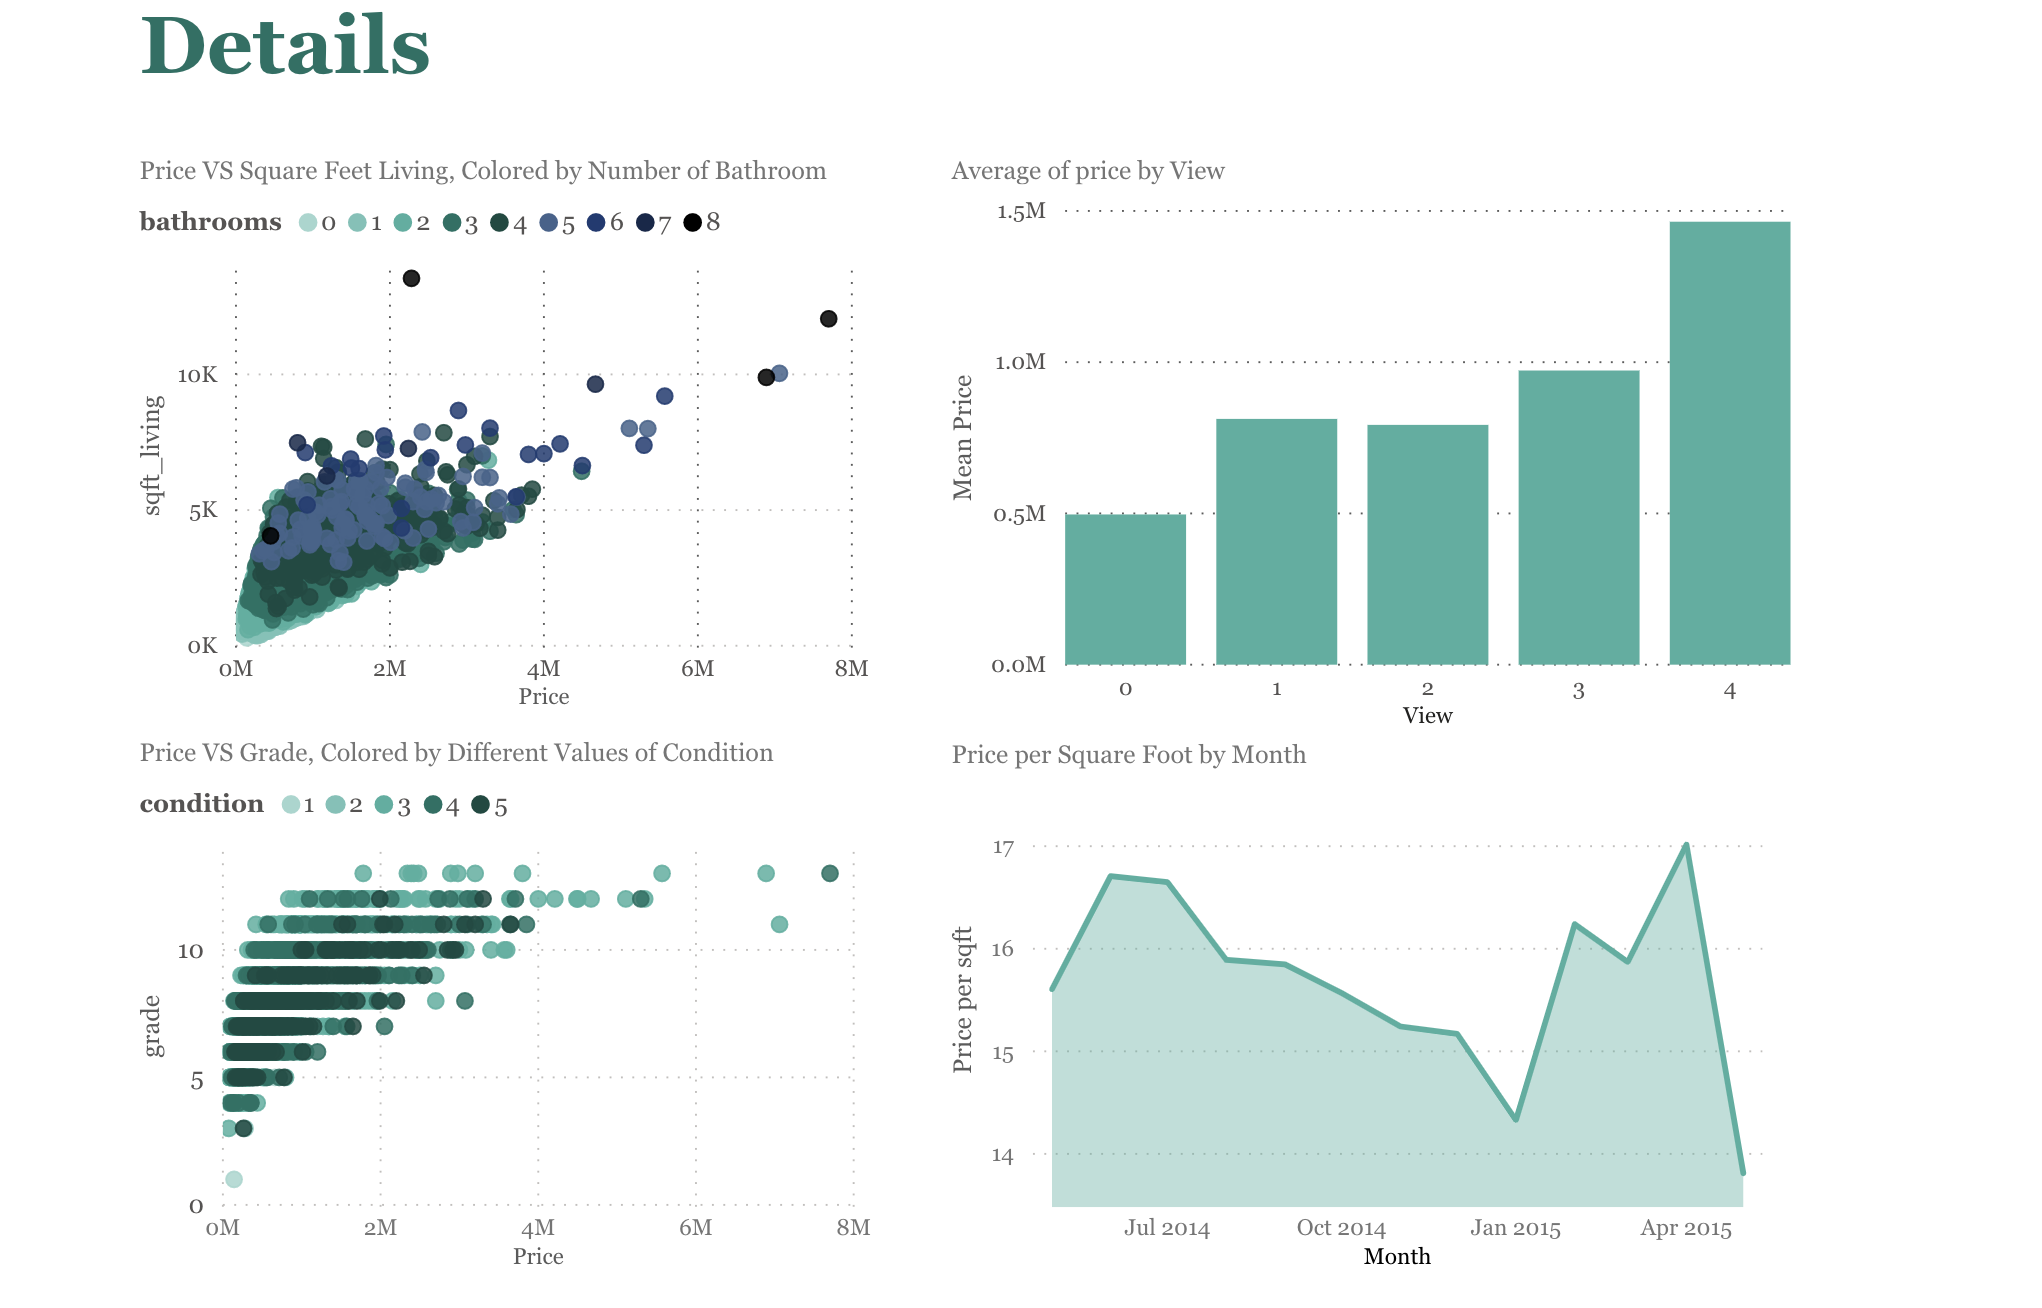 Details
Price VS Square Feet Living, Colored by Number of Bathroom
bathrooms 0 1 2 3 4 5 6 7 8
sqft_living
10K
5K
0K
0M 2M 4M 6M 8M
Price
Average of price by View
Mean Price
1.5M
1.0M
0.5M
0.0M
0 1 2 3 4
View
Price VS Grade, Colored by Different Values of Condition
condition 1 2 3 4 5
grade
10
5
0
0M 2M 4M 6M 8M
Price
Price per Square Foot by Month
Price per sqft
17
16
15
14
Jul 2014 Oct 2014 Jan 2015 Apr 2015
Month